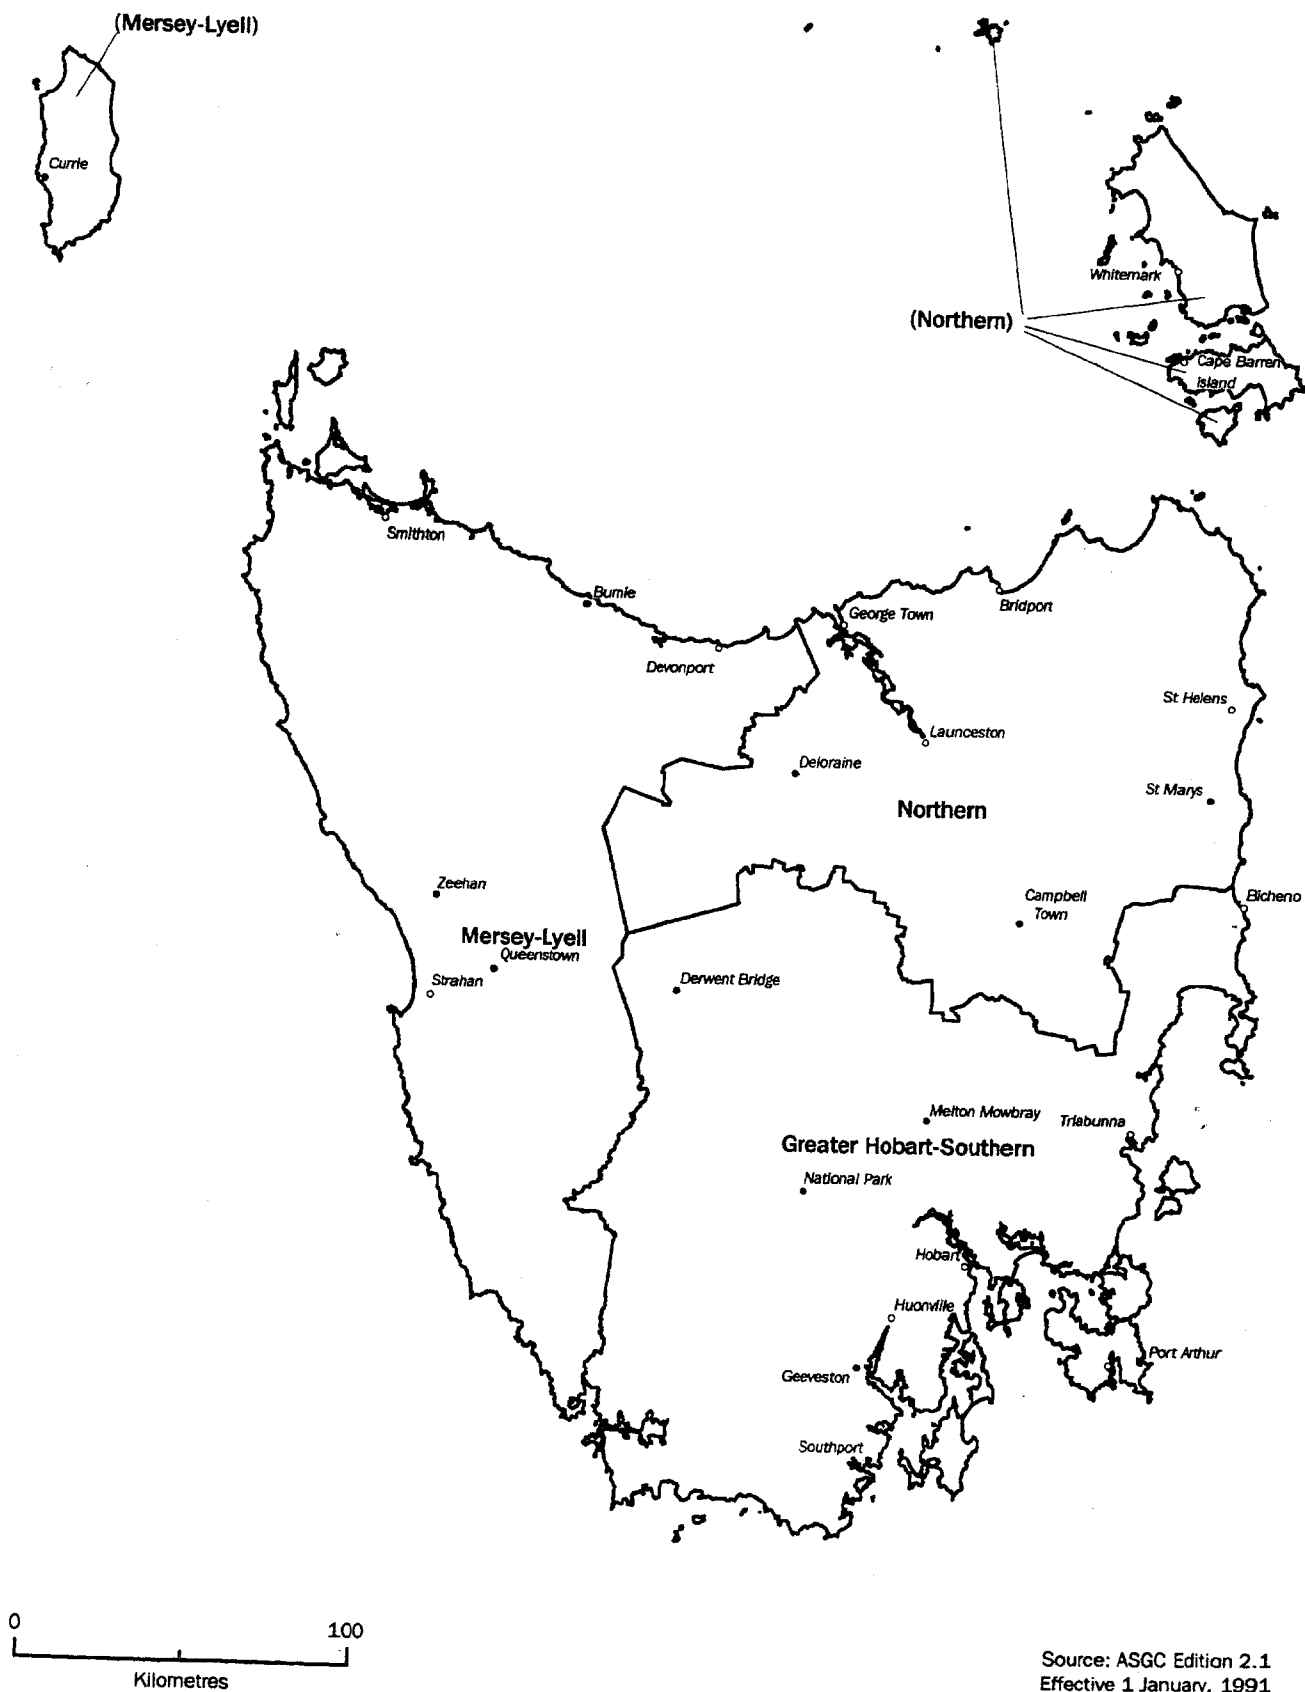 (Mersey-Lyell)
Currie
Whitemark
(Northern)
Cape Barren
Island
Smithton
Burnie
George Town
Bridport
Devonport
St Helens
Launceston
Deloraine
St Marys
Northern
Zeehan
Campbell
Town
Bicheno
Mersey-Lyell
Queenstown
Strahan
Derwent Bridge
Melton Mowbray
Triabunna
Greater Hobart-Southern
National Park
Hobart
Huonville
Port Arthur
Geeveston
Southport
0
100
Kilometres
Source: ASGC Edition 2.1
Effective 1 January, 1991